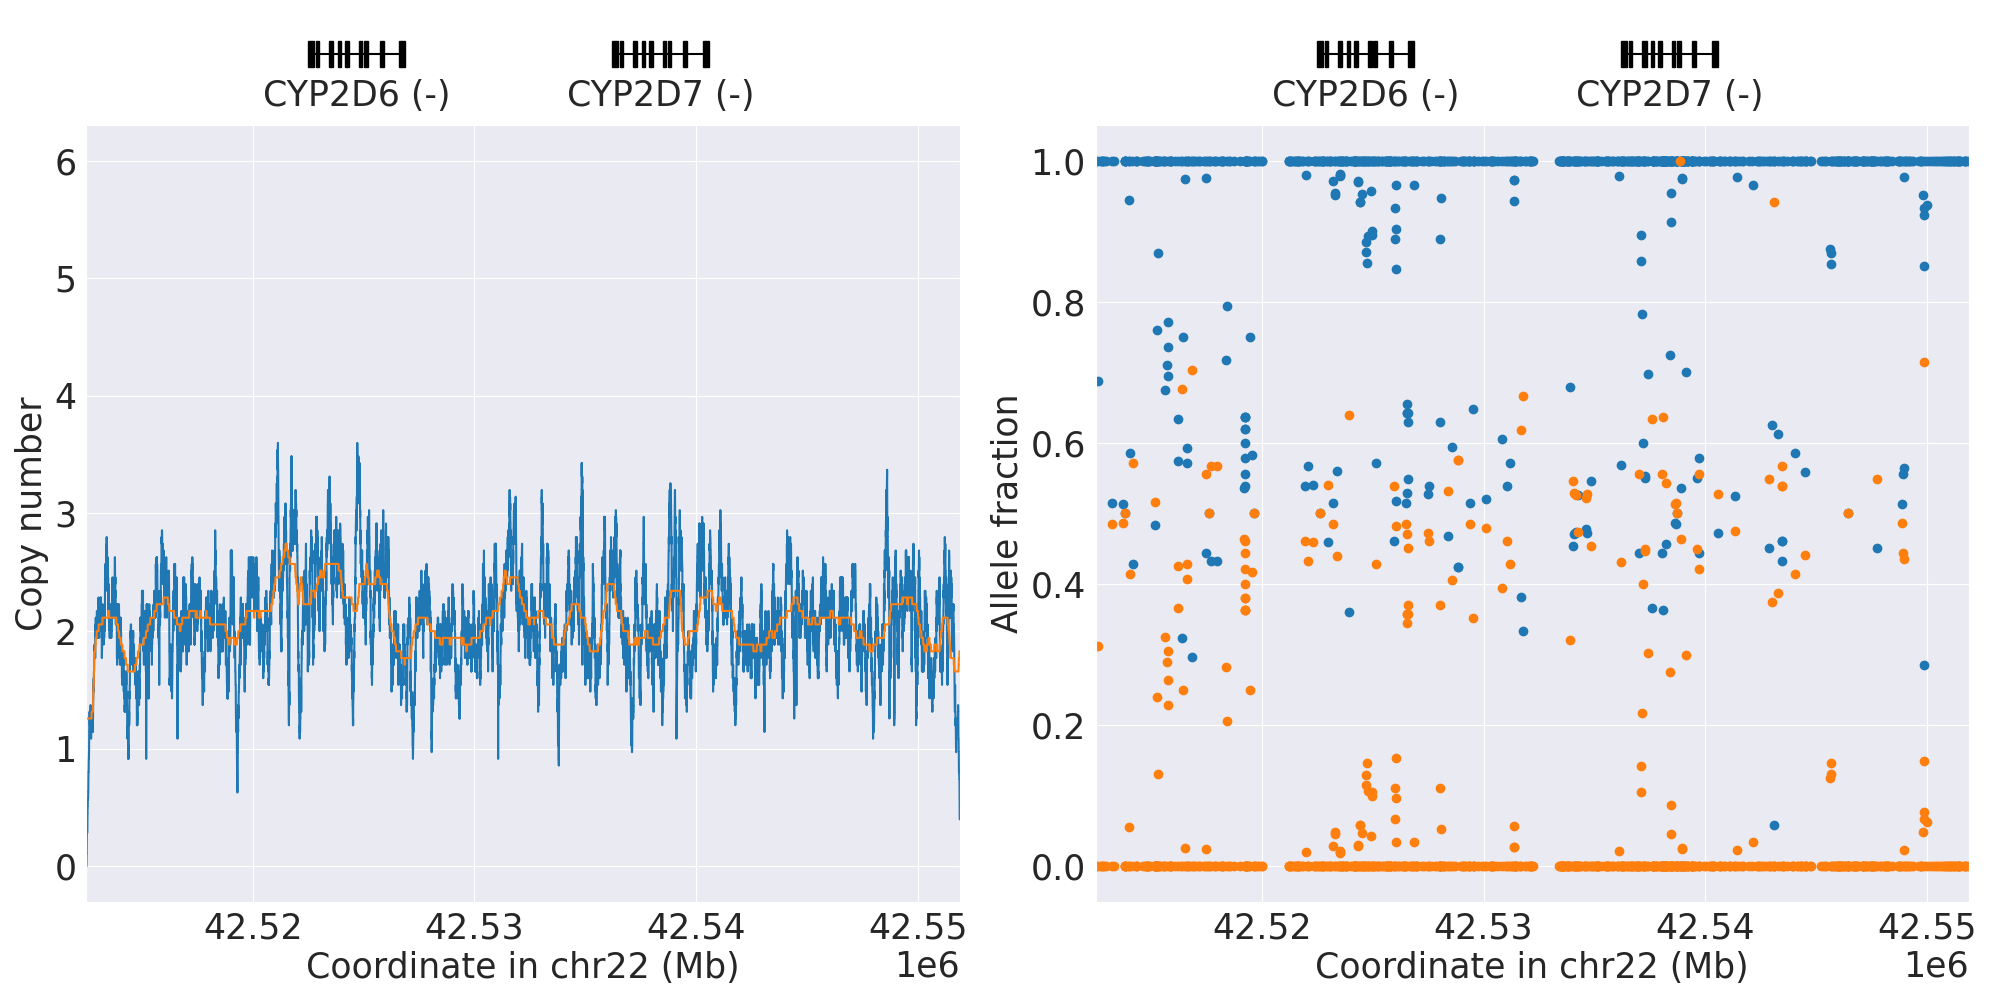 CYP2D6 (-) CYP2D7 (-)
6
5
4
3
2
1
0
Copy number
42.52 42.53 42.54 42.55
Coordinate in chr22 (Mb) 1e6
CYP2D6 (-) CYP2D7 (-)
1.0
0.8
0.6
0.4
0.2
0.0
Allele fraction
42.52 42.53 42.54 42.55
Coordinate in chr22 (Mb) 1e6